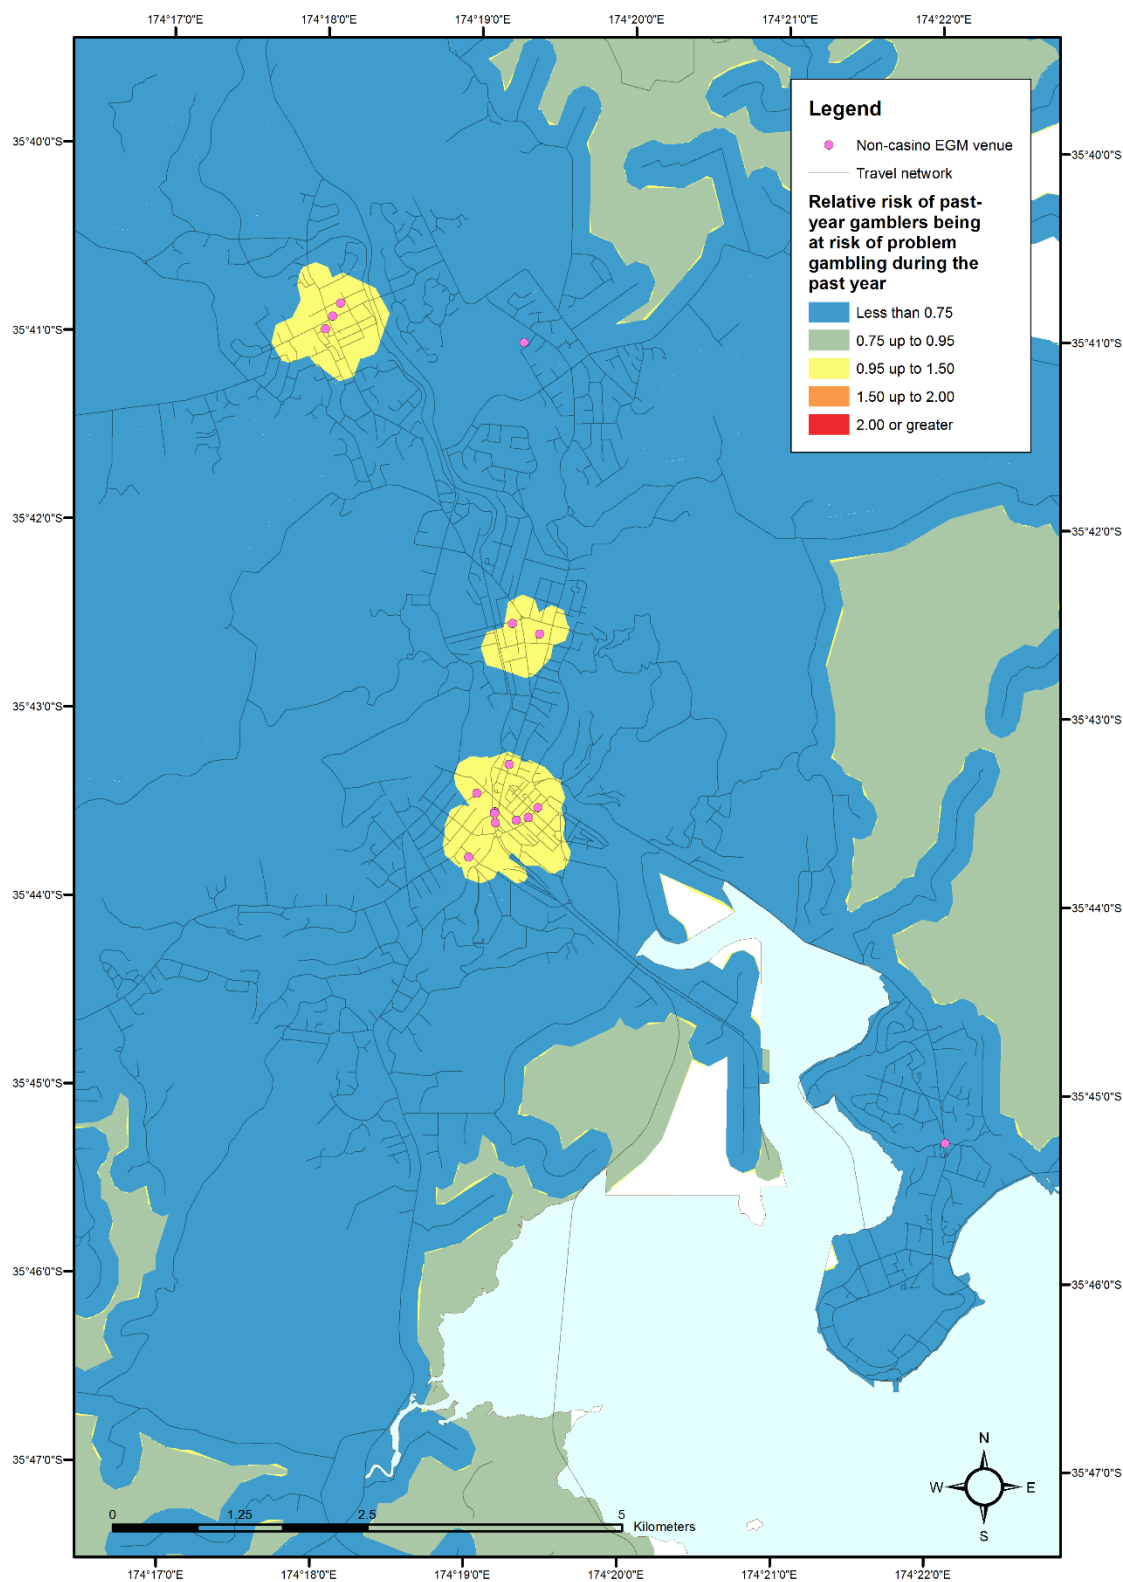 174°17'0"E 174°18'0"E 174°19'0"E 174°20'0"E 174°21'0"E 174°22'0"E
Legend
Non-casino EGM venue
Travel network
Relative risk of past-
year gamblers being
at risk of problem
gambling during the
past year
Less than 0.75
0.75 up to 0.95
0.95 up to 1.50
1.50 up to 2.00
2.00 or greater
35°40'0"S 35°40'0"S
35°41'0"S 35°41'0"S
35°42'0"S 35°42'0"S
35°43'0"S 35°43'0"S
35°44'0"S 35°44'0"S
35°45'0"S 35°45'0"S
35°46'0"S 35°46'0"S
35°47'0"S 35°47'0"S
N
W E
S
0 1.25 2.5 5
Kilometers
174°17'0"E 174°18'0"E 174°19'0"E 174°20'0"E 174°21'0"E 174°22'0"E